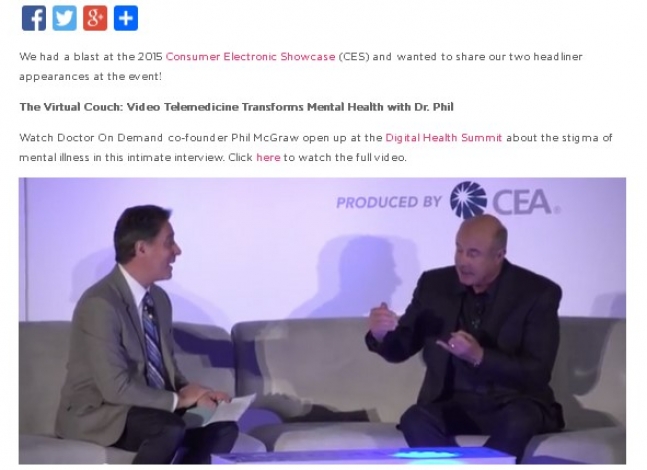 We had a blast at the 2015 Consumer Electronic Showcase (CES) and wanted to share our two headliner
appearances at the event!
The Virtual Couch: Video Telemedicine Transforms Mental Health with Dr. Phil
Watch Doctor On Demand co-founder Phil McGraw open up at the Digital Health Summit about the stigma of
mental illness in this intimate interview. Click here to watch the full video.
PRODUCED BY CEA®